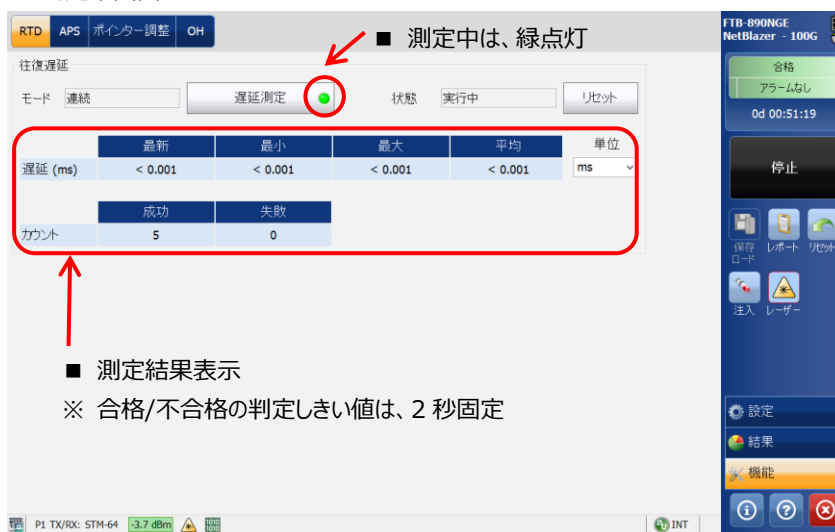 RTD APS ポインター調整 OH
FTB-890NGE
NetBlazer - 100G
■ 測定中は、緑点灯
往復遅延
モード 連続 遅延測定 状態 実行中 リセット
合格
アラームなし
0d 00:51:19
最新 最小 最大 平均 単位
遅延 (ms) < 0.001 < 0.001 < 0.001 < 0.001 ms
停止
成功 失敗
カウント 5 0
保存 レポート リセット
ロード
注入 レーザー
■ 測定結果表示
※ 合格/不合格の判定しきい値は、2 秒固定
設定
結果
機能
P1 TX/RX: STM-64 -3.7 dBm INT